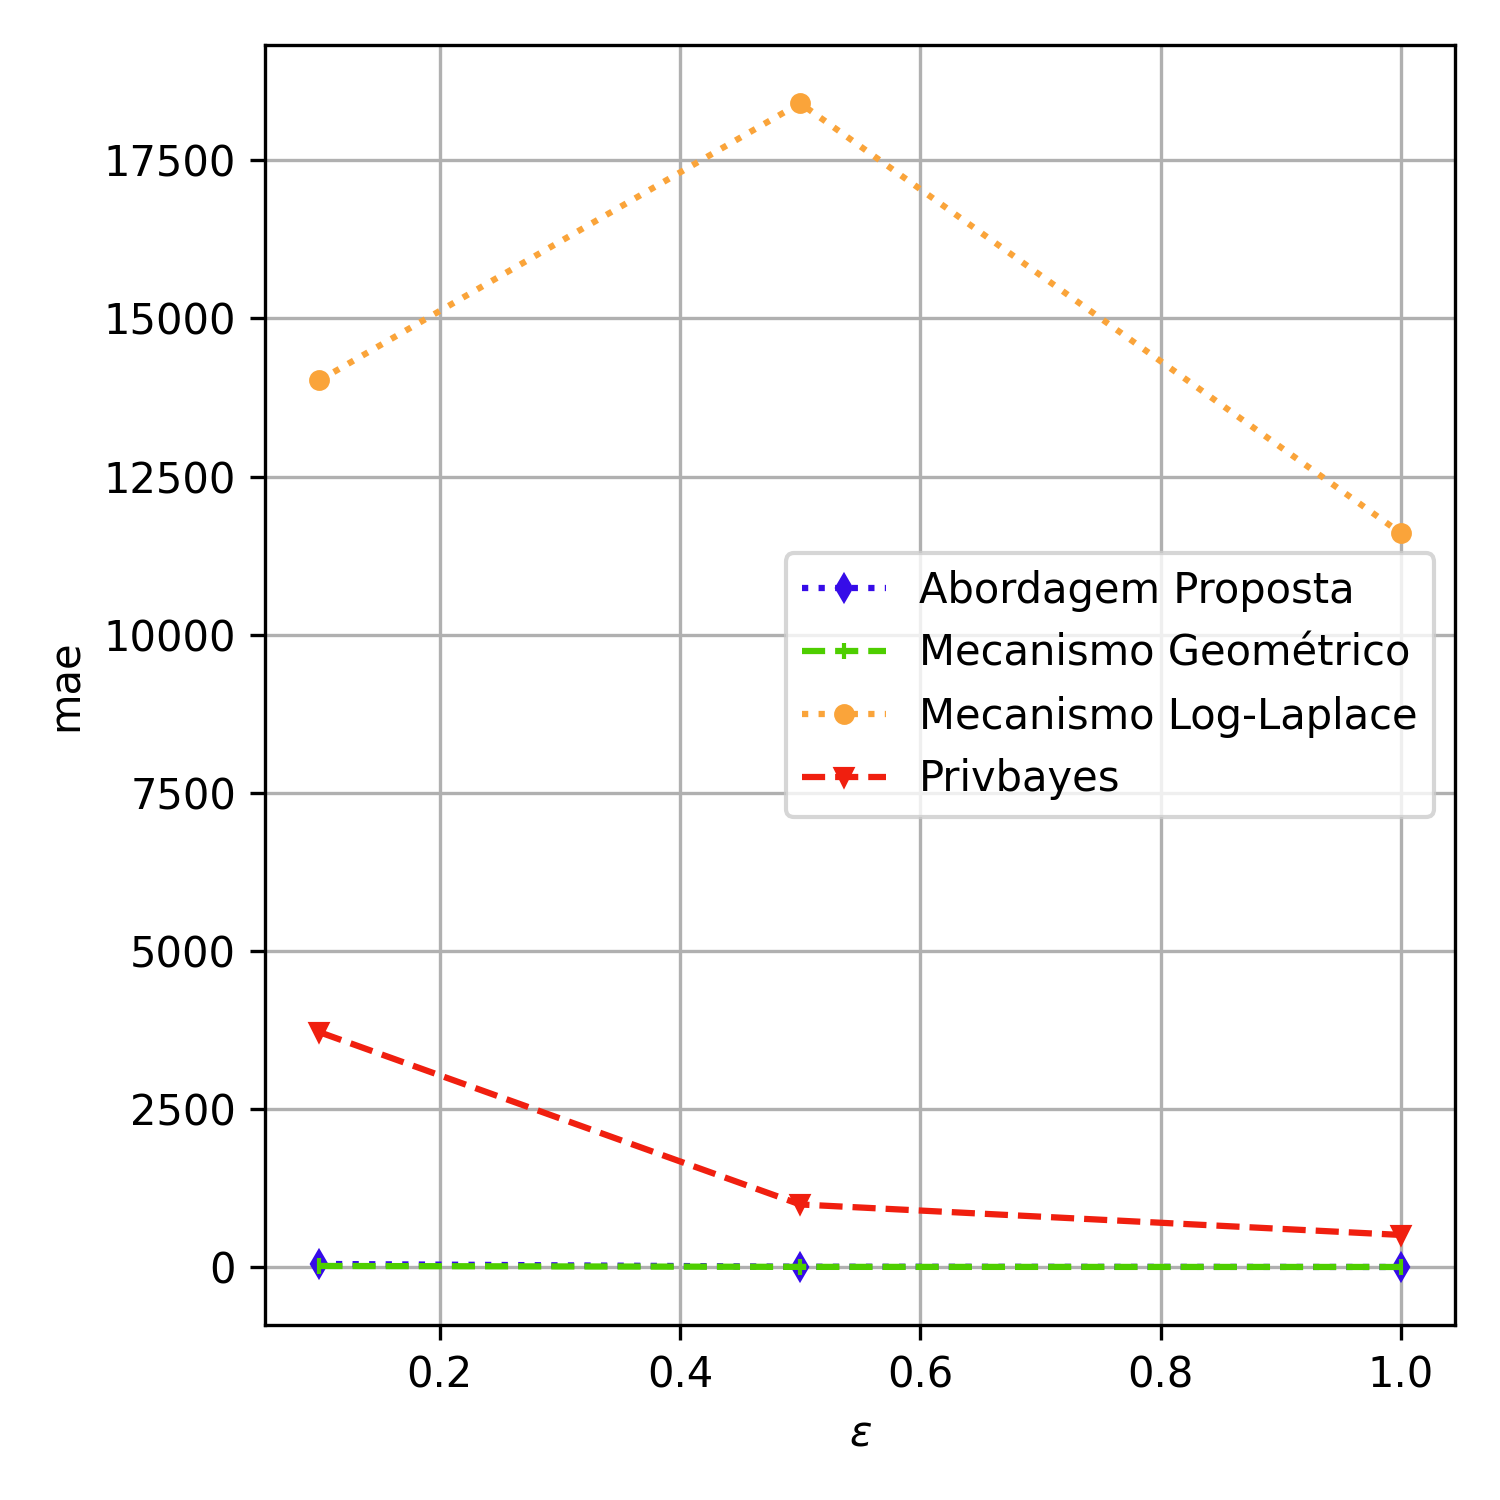 17500
15000
12500
10000
7500
5000
2500
0
mae
Abordagem Proposta
Mecanismo Geométrico
Mecanismo Log-Laplace
Privbayes
0.2 0.4 0.6 0.8 1.0
ε